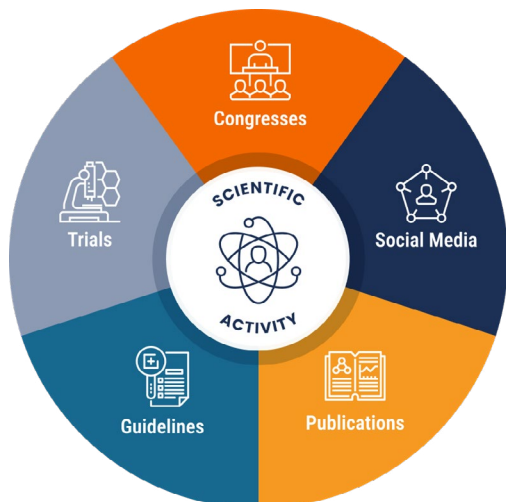 Congresses
Social Media
Publications
Guidelines
Trials
SCIENTIFIC
ACTIVITY